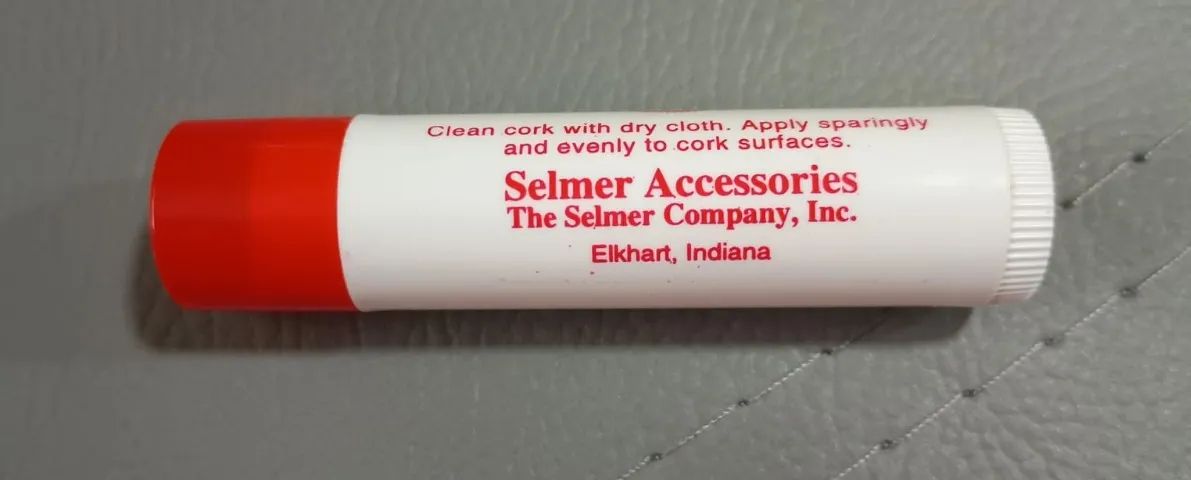 Clean cork with dry cloth. Apply sparingly
and evenly to cork surfaces.
Selmer Accessories
The Selmer Company, Inc.
Elkhart, Indiana